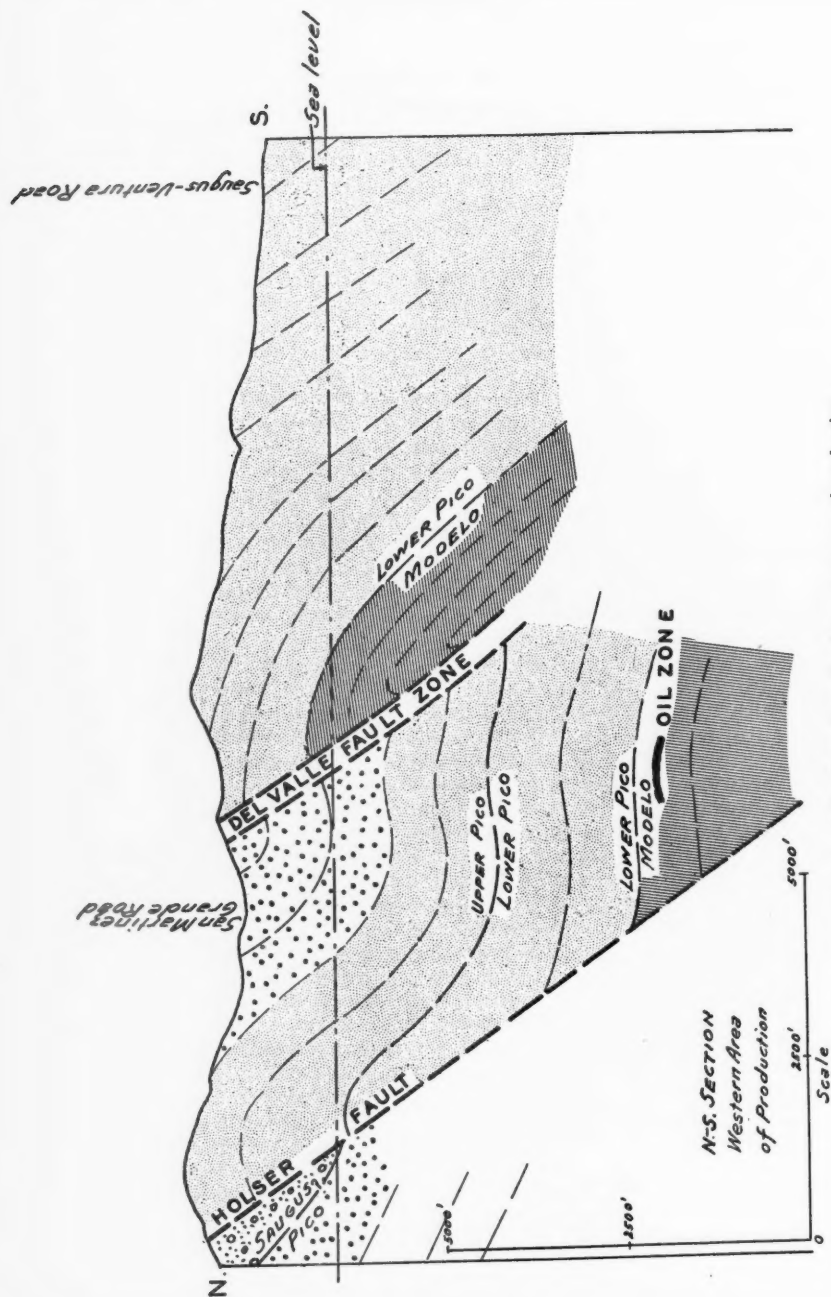 N.
S.
Saugus-Ventura Road
Sea level
San Martinez
Grande Road
HOLSER FAULT
SAUGUS
PICO
DEL VALLE FAULT ZONE
LOWER PICO
MODELO
UPPER PICO
LOWER PICO
LOWER PICO
MODELO
OIL ZONE
N.-S. SECTION
Western Area
of Production
5000'
2500'
0
2500'
5000'
Scale